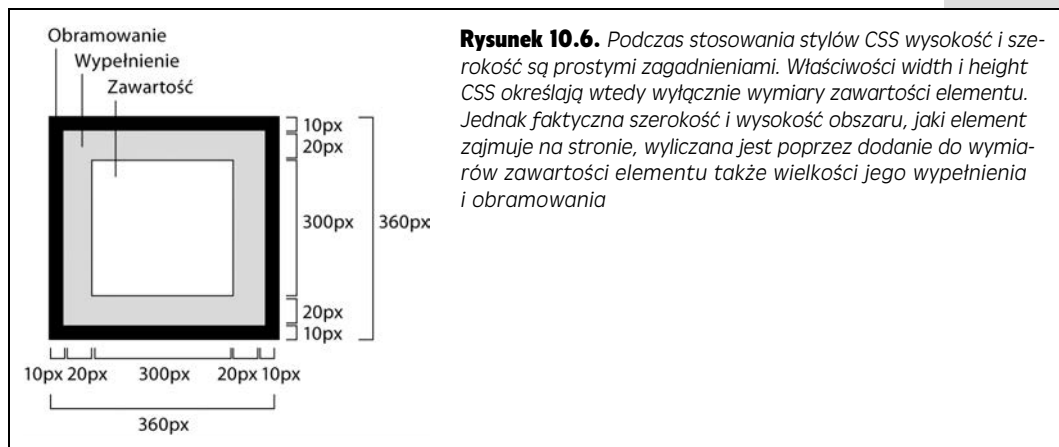 Obramowanie
Wypełnienie
Zawartość
10px
20px
300px
360px
20px
10px
10px 20px 300px 20px 10px
360px
Rysunek 10.6. Podczas stosowania stylów CSS wysokość i sze-
rokość są prostymi zagadnieniami. Właściwości width i height
CSS określają wtedy wyłącznie wymiary zawartości elementu.
Jednak faktyczna szerokość i wysokość obszaru, jaki element
zajmuje na stronie, wyliczana jest poprzez dodanie do wymia-
rów zawartości elementu także wielkości jego wypełnienia
i obramowania